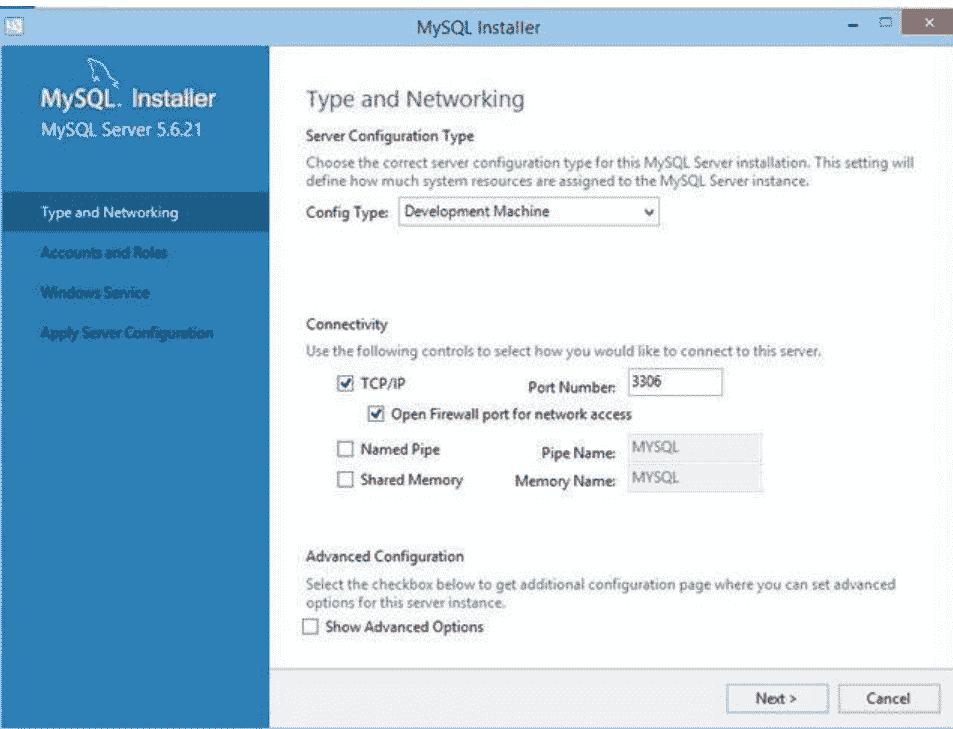 MySQL Installer
MySQL. Installer
MySQL Server 5.6.21
Type and Networking
Accounts and Roles
Windows Service
Apply Server Configuration
Type and Networking
Server Configuration Type
Choose the correct server configuration type for this MySQL Server installation. This setting will
define how much system resources are assigned to the MySQL Server instance.
Config Type: Development Machine
Connectivity
Use the following controls to select how you would like to connect to this server.
TCP/IP Port Number: 3306
Open Firewall port for network access
Named Pipe Pipe Name: MYSQL
Shared Memory Memory Name: MYSQL
Advanced Configuration
Select the checkbox below to get additional configuration page where you can set advanced
options for this server instance.
Show Advanced Options
Next > Cancel